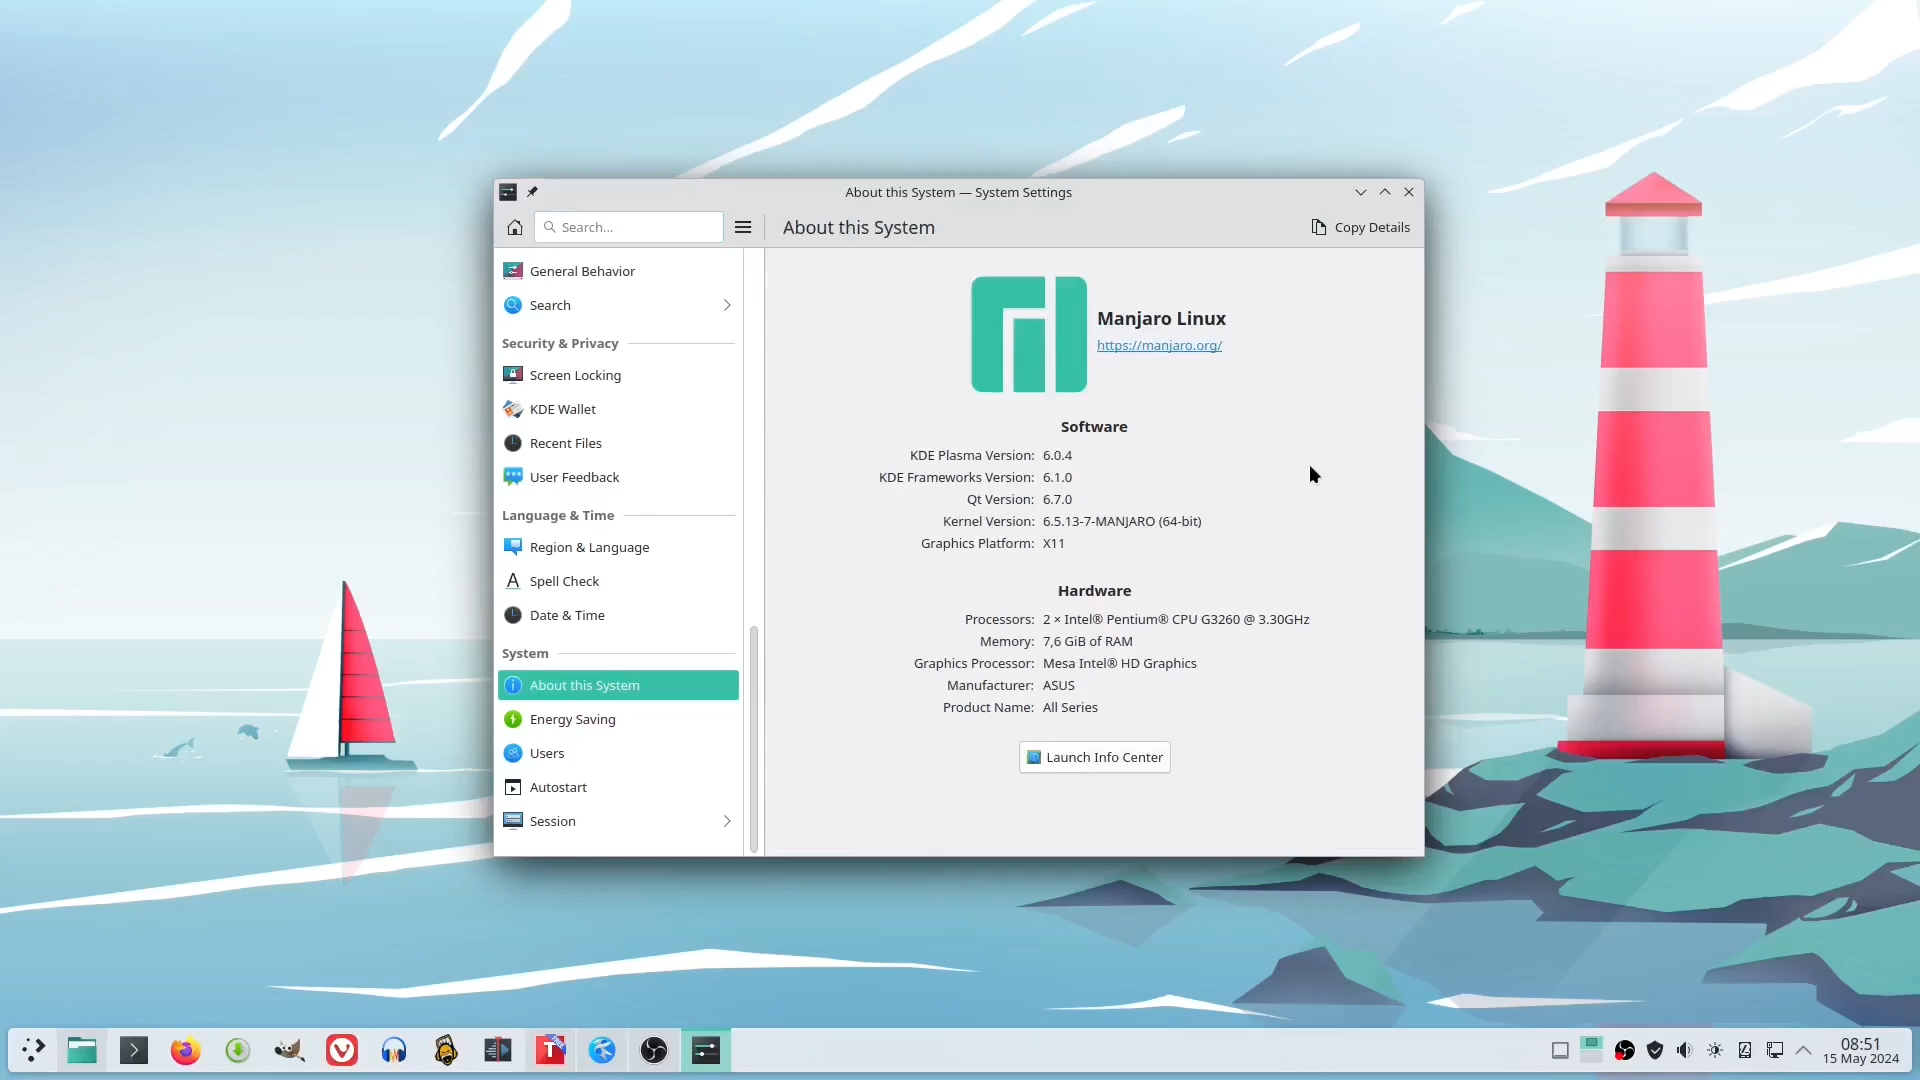 About this System — System Settings
Search...
About this System
Copy Details
General Behavior
Search
Security & Privacy
Screen Locking
KDE Wallet
Recent Files
User Feedback
Language & Time
Region & Language
Spell Check
Date & Time
System
About this System
Energy Saving
Users
Autostart
Session
Manjaro Linux
https://manjaro.org/
Software
KDE Plasma Version: 6.0.4
KDE Frameworks Version: 6.1.0
Qt Version: 6.7.0
Kernel Version: 6.5.13-7-MANJARO (64-bit)
Graphics Platform: X11
Hardware
Processors: 2 × Intel® Pentium® CPU G3260 @ 3.30GHz
Memory: 7,6 GiB of RAM
Graphics Processor: Mesa Intel® HD Graphics
Manufacturer: ASUS
Product Name: All Series
Launch Info Center
08:51
15 May 2024